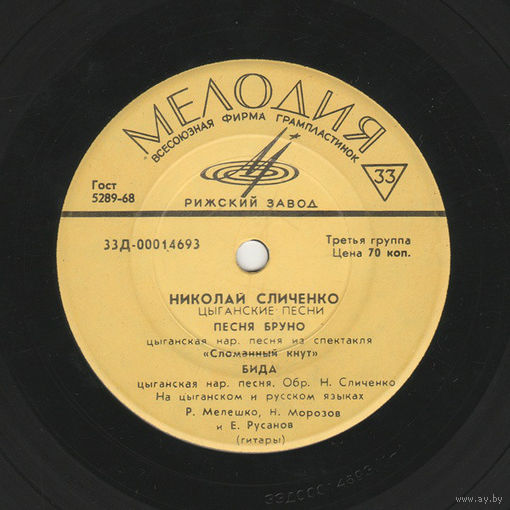 МЕЛОДИЯ
ВСЕСОЮЗНАЯ ФИРМА ГРАМПЛАСТИНОК
Гост
5289-68
33
РИЖСКИЙ ЗАВОД
33Д-00014693
Третья группа
Цена 70 коп.
НИКОЛАЙ СЛИЧЕНКО
ЦЫГАНСКИЕ ПЕСНИ
ПЕСНЯ БРУНО
цыганская нар. песня из спектакля
«Сломанный кнут»
БИДА
цыганская нар. песня. Обр. Н. Сличенко
На цыганском и русском языках
Р. Мелешко, Н. Морозов
и Е. Русанов
(гитары)
www.ay.by